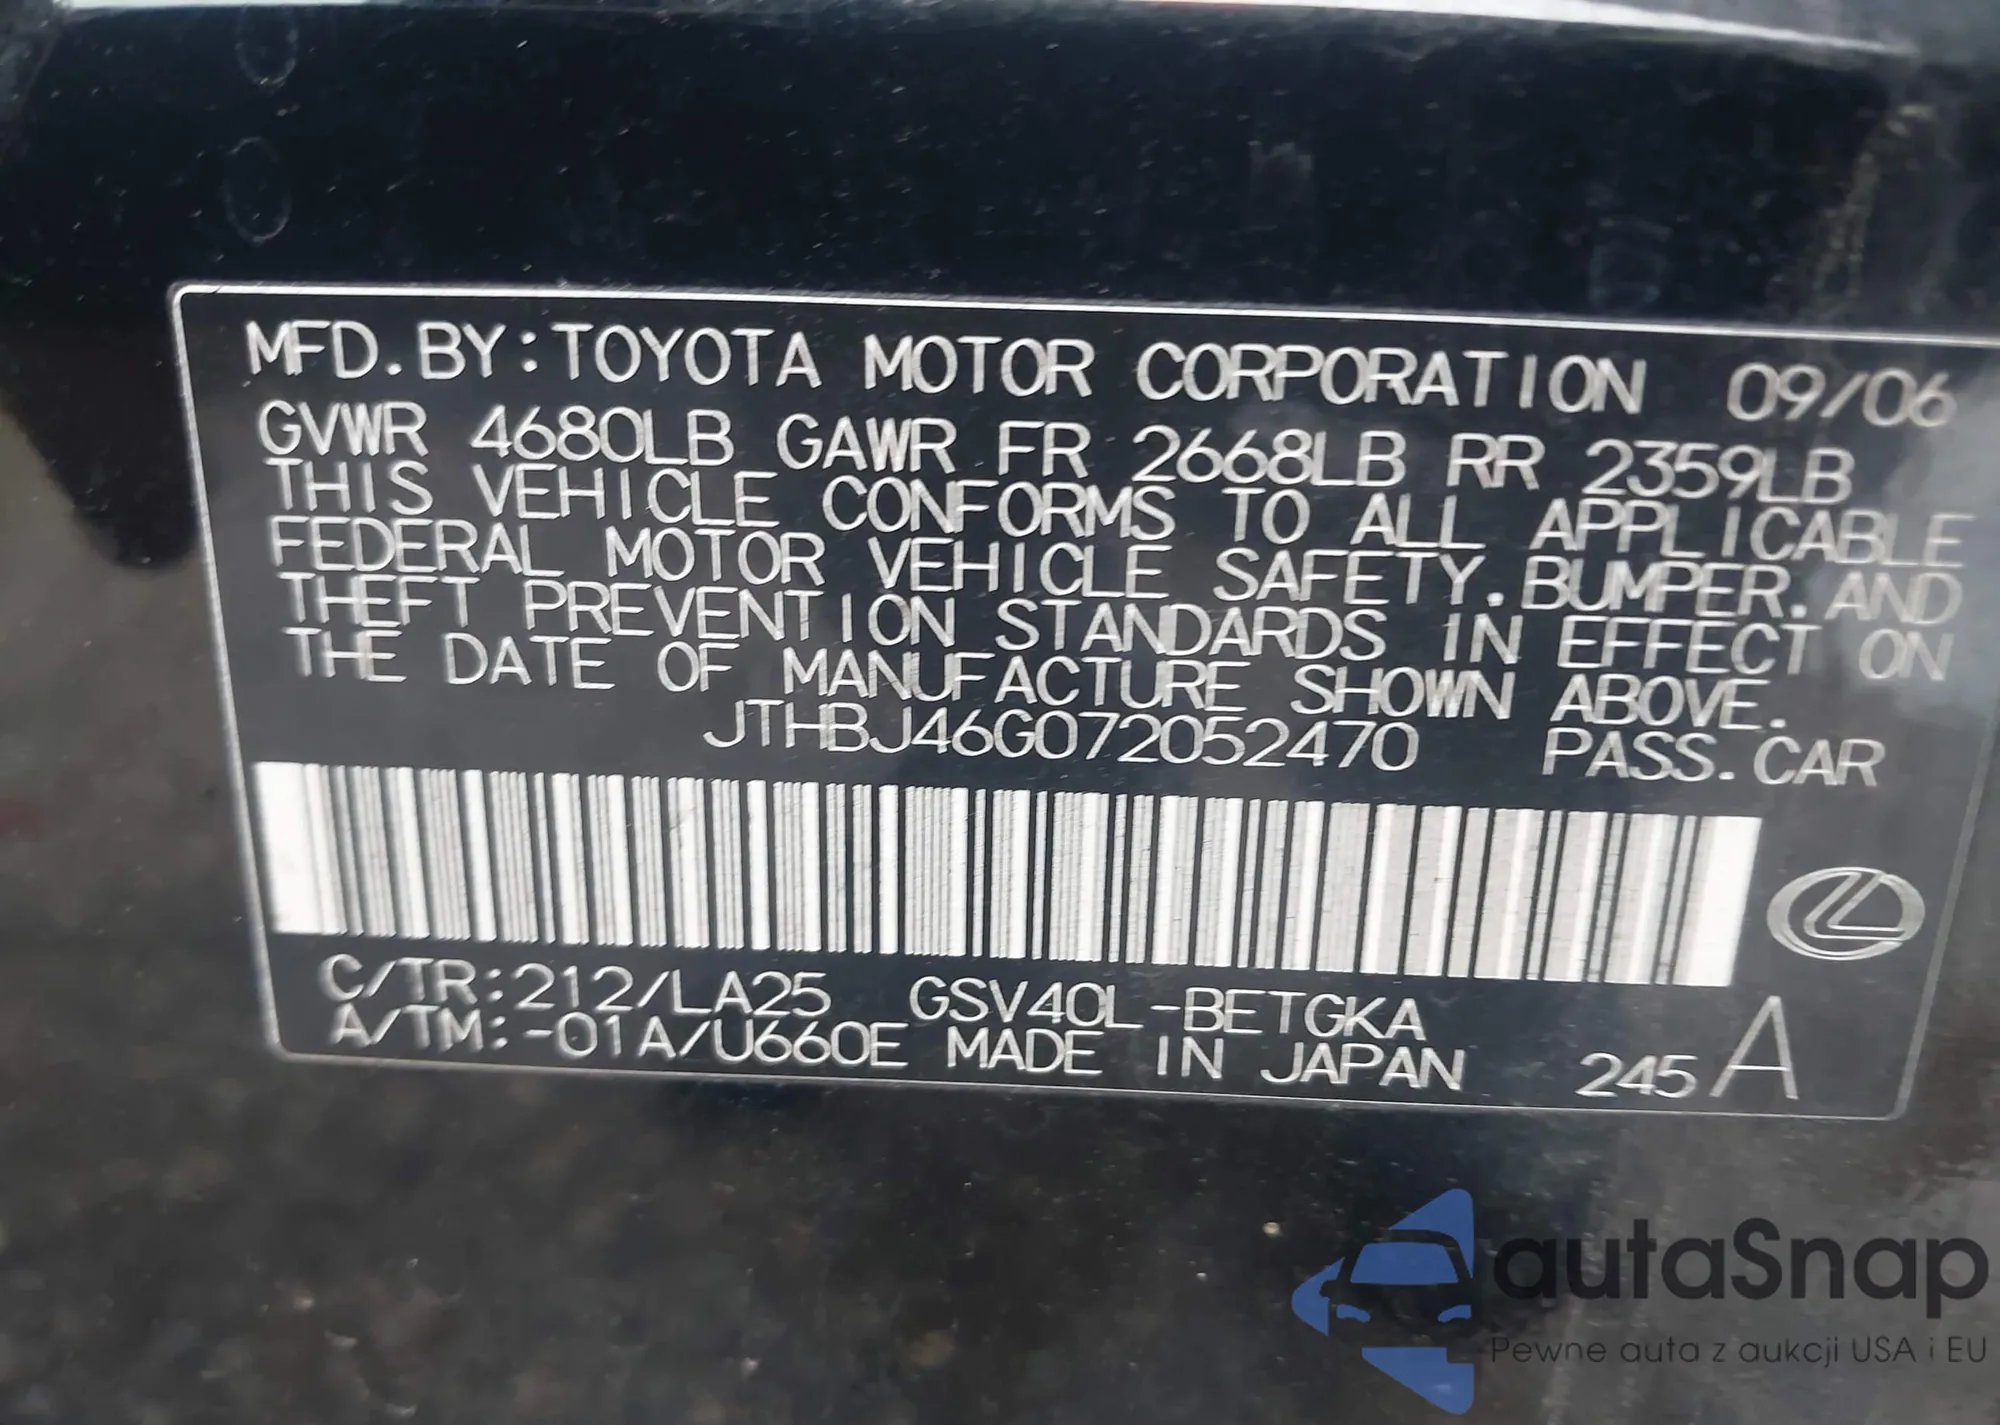 MFD.BY:TOYOTA MOTOR CORPORATION 09/06
GVWR 4680LB GAWR FR 2668LB RR 2359LB
THIS VEHICLE CONFORMS TO ALL APPLICABLE
FEDERAL MOTOR VEHICLE SAFETY.BUMPER.AND
THEFT PREVENTION STANDARDS IN EFFECT ON
THE DATE OF MANUFACTURE SHOWN ABOVE.
JTHBJ46G072052470 PASS.CAR
C/TR:212/LA25 GSV40L-BETGKA
A/TM:-01A/U660E MADE IN JAPAN 245 A
autaSnap
Pewne auta z aukcji USA i EU